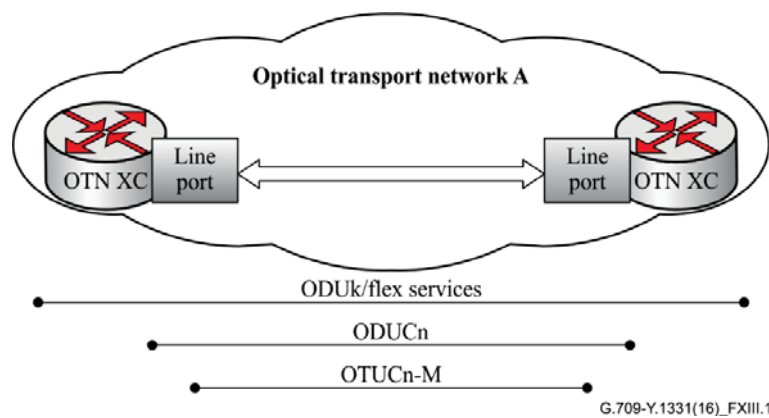 Optical transport network A
Line
port
OTN XC
Line
port
OTN XC
ODUk/flex services
ODUCn
OTUCn-M
G.709-Y.1331(16)_FXIII.1